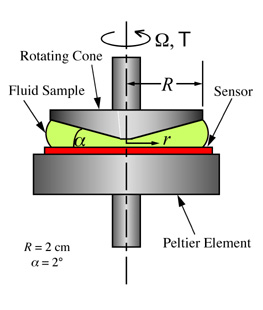 Ω, T
Rotating Cone
R
Fluid Sample
Sensor
α
r
Peltier Element
R = 2 cm
α = 2°